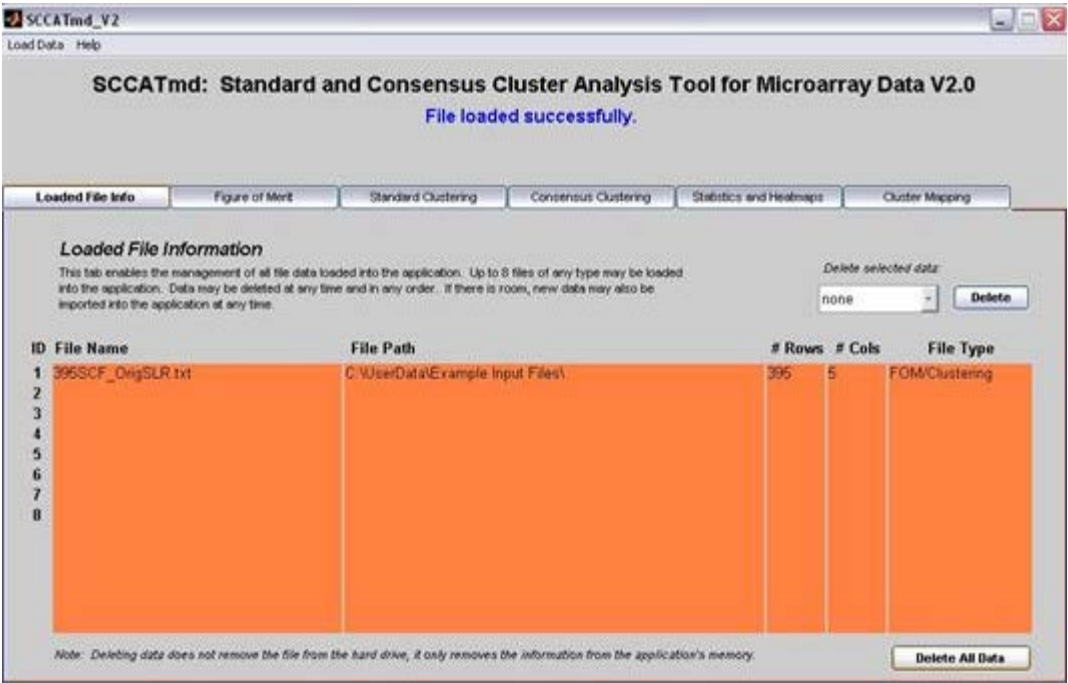 SCCATmd_V2
Load Data Help
SCCATmd: Standard and Consensus Cluster Analysis Tool for Microarray Data V2.0
File loaded successfully.
Loaded File Info Figure of Merit Standard Clustering Consensus Clustering Statistics and Heatmaps Cluster Mapping
Loaded File Information
This tab enables the management of all file data loaded into the application. Up to 8 files of any type may be loaded
into the application. Data may be deleted at any time and in any order. If there is room, new data may also be
imported into the application at any time.
Delete selected data:
none Delete
ID File Name File Path # Rows # Cols File Type
1 395SCF_OrigSLR.txt C:\UserData\Example Input Files\ 395 5 FOM/Clustering
2
3
4
5
6
7
8
Note: Deleting data does not remove the file from the hard drive, it only removes the information from the application's memory.
Delete All Data